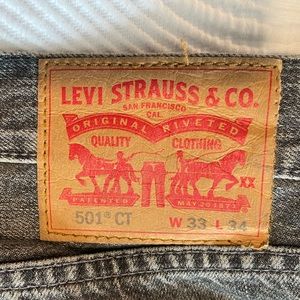 LEVI STRAUSS & CO.
SAN FRANCISCO
CAL.
ORIGINAL RIVETED
QUALITY CLOTHING
XX
PATENTED MAY 20 1873
501® CT W 33 L 34